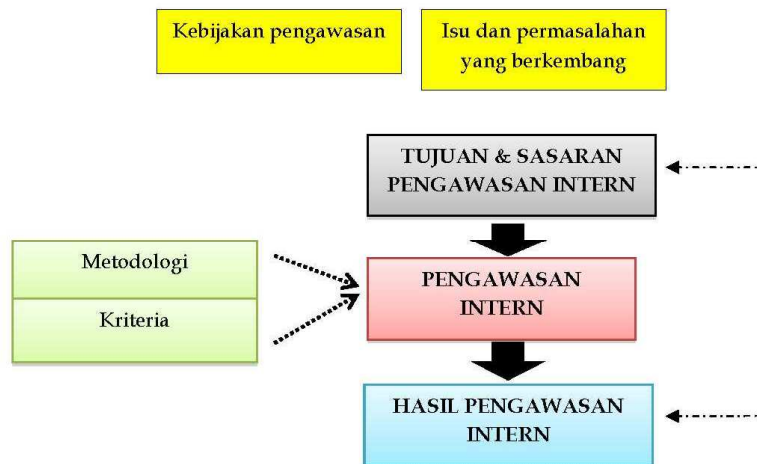 Kebijakan pengawasan
Isu dan permasalahan
yang berkembang
TUJUAN & SASARAN
PENGAWASAN INTERN
Metodologi
Kriteria
PENGAWASAN
INTERN
HASIL PENGAWASAN
INTERN